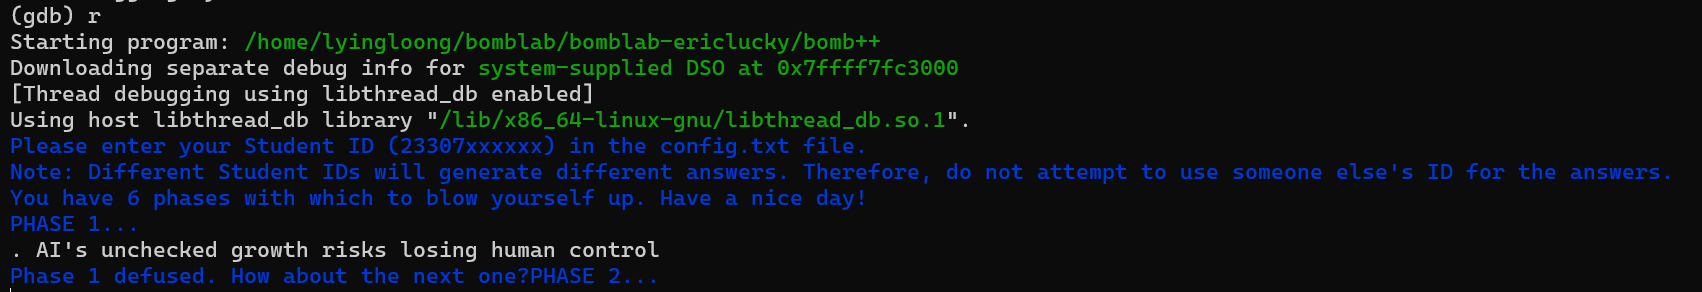 (gdb) r
Starting program: /home/lyingloong/bomblab/bomblab-ericlucky/bomb++
Downloading separate debug info for system-supplied DSO at 0x7ffff7fc3000
[Thread debugging using libthread_db enabled]
Using host libthread_db library "/lib/x86_64-linux-gnu/libthread_db.so.1".
Please enter your Student ID (23307xxxxxx) in the config.txt file.
Note: Different Student IDs will generate different answers. Therefore, do not attempt to use someone else's ID for the answers.
You have 6 phases with which to blow yourself up. Have a nice day!
PHASE 1...
. AI's unchecked growth risks losing human control
Phase 1 defused. How about the next one?PHASE 2...